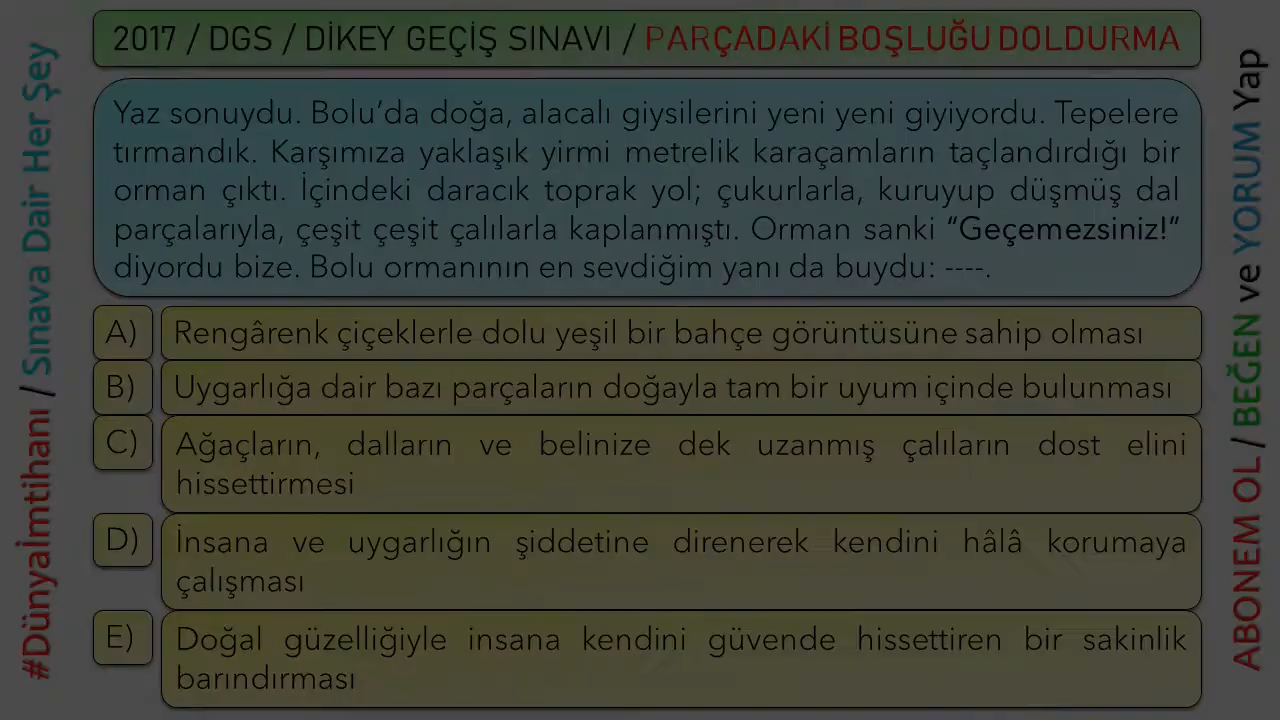 2017 / DGS / DİKEY GEÇİŞ SINAVI / PARÇADAKİ BOŞLUĞU DOLDURMA
Yaz sonuydu. Bolu’da doğa, alacalı giysilerini yeni yeni giyiyordu. Tepelere
tırmandık. Karşımıza yaklaşık yirmi metrelik karaçamların taçlandırdığı bir
orman çıktı. İçindeki daracık toprak yol; çukurlarla, kuruyup düşmüş dal
parçalarıyla, çeşit çeşit çalılarla kaplanmıştı. Orman sanki “Geçemezsiniz!”
diyordu bize. Bolu ormanının en sevdiğim yanı da buydu: ----.
A) Rengârenk çiçeklerle dolu yeşil bir bahçe görüntüsüne sahip olması
B) Uygarlığa dair bazı parçaların doğayla tam bir uyum içinde bulunması
C) Ağaçların, dalların ve belinize dek uzanmış çalıların dost elini
hissettirmesi
D) İnsana ve uygarlığın şiddetine direnerek kendini hâlâ korumaya
çalışması
E) Doğal güzelliğiyle insana kendini güvende hissettiren bir sakinlik
barındırması
#Dünyaİmtihanı / Sınava Dair Her Şey
ABONEM OL / BEĞEN ve YORUM Yap